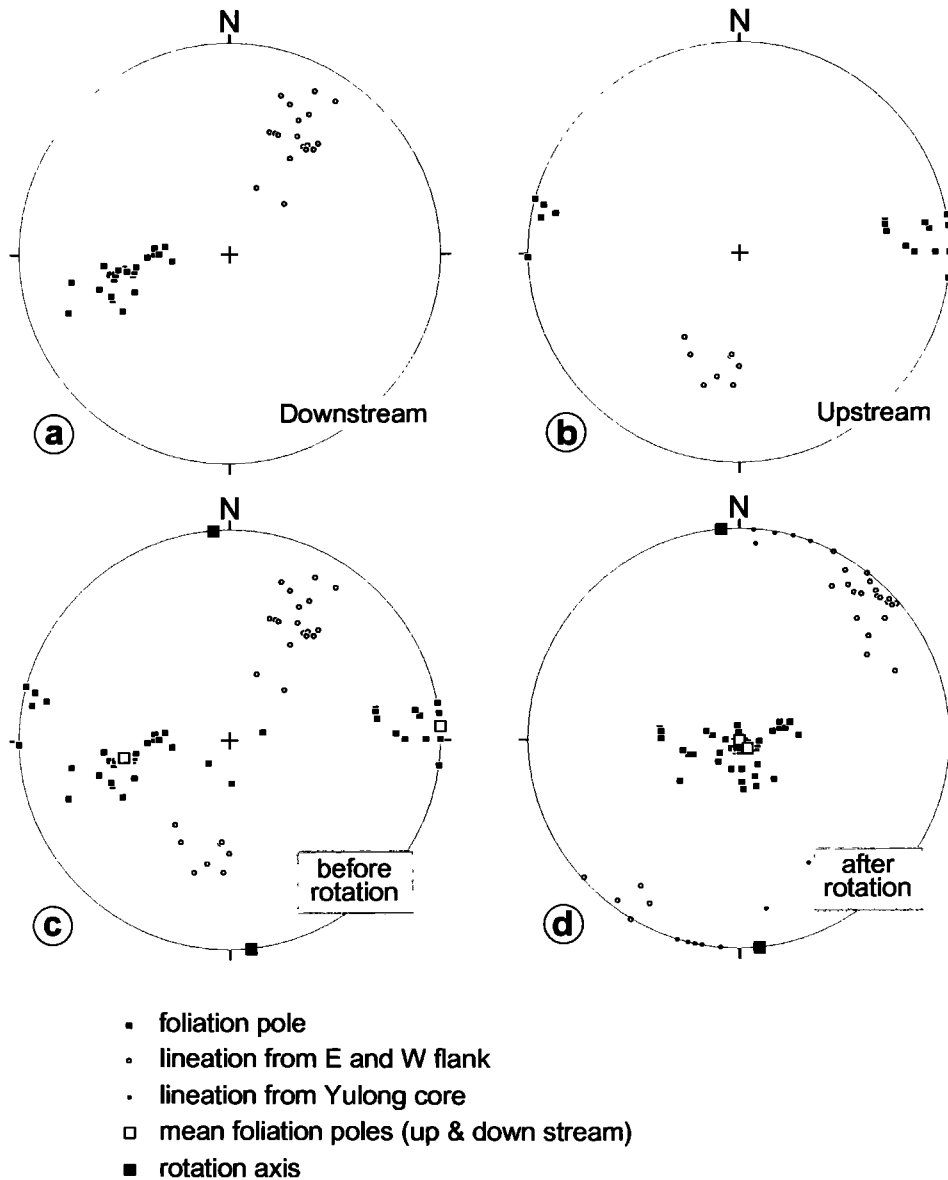 N
N
Downstream
Upstream
a
b
N
N
before
rotation
after
rotation
c
d
foliation pole
lineation from E and W flank
lineation from Yulong core
mean foliation poles (up & down stream)
rotation axis